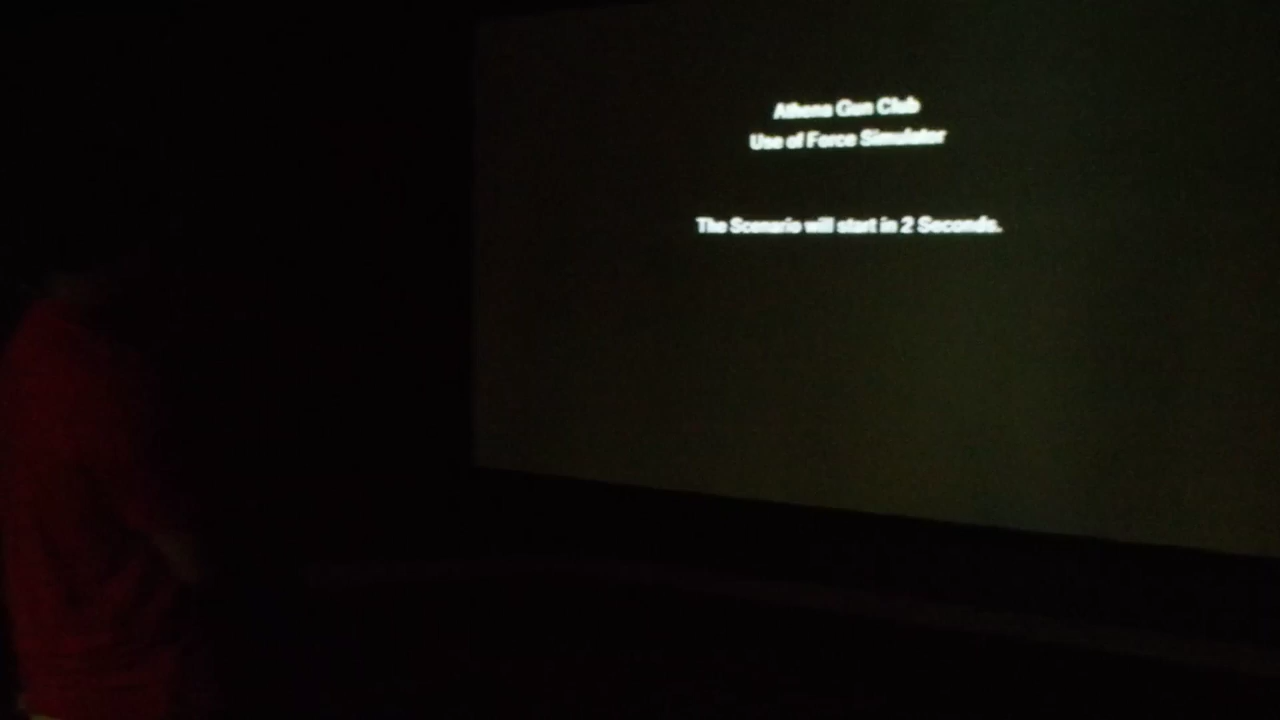 Athena Gun Club
Use of Force Simulator
The Scenario will start in 2 Seconds.